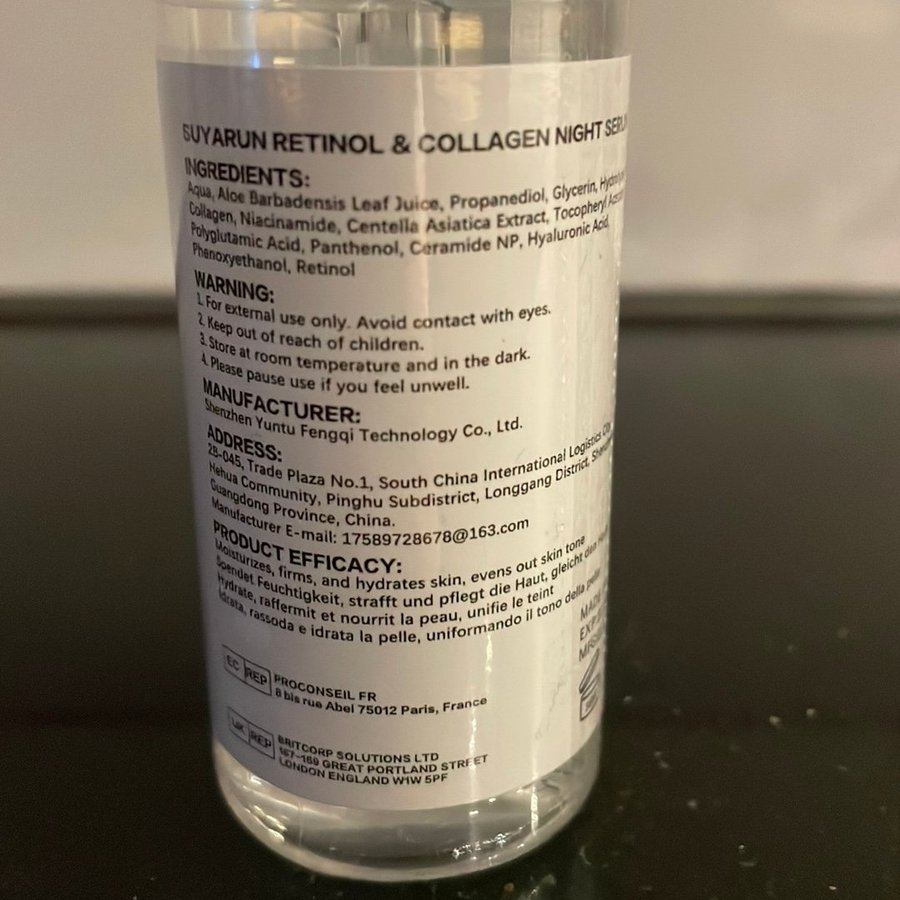 SUYARUN RETINOL & COLLAGEN NIGHT
INGREDIENTS:
Aqua, Aloe Barbadensis Leaf Juice, Propanediol, Glycerin,
Collagen, Niacinamide, Centella Asiatica Extract, Tocopheryl
Polyglutamic Acid, Panthenol, Ceramide NP, Hyaluronic Acid,
Phenoxyethanol, Retinol
WARNING:
1. For external use only. Avoid contact with eyes.
2. Keep out of reach of children.
3. Store at room temperature and in the dark.
4. Please pause use if you feel unwell.
MANUFACTURER:
Shenzhen Yuntu Fengqi Technology Co., Ltd.
ADDRESS:
2B-045, Trade Plaza No.1, South China International Logistics
Hehua Community, Pinghu Subdistrict, Longgang District,
Guangdong Province, China.
Manufacturer E-mail: 17589728678@163.com
PRODUCT EFFICACY:
Moisturizes, firms, and hydrates skin, evens out skin tone
Spendet Feuchtigkeit, strafft und pflegt die Haut, gleicht den
Hydrate, raffermit et nourrit la peau, unifie le teint
Idrata, rassoda e idrata la pelle, uniformando il tono della
EC REP
PROCONSEIL FR
8 bis rue Abel 75012 Paris, France
UK REP
BRITCORP SOLUTIONS LTD
167-169 GREAT PORTLAND STREET
LONDON ENGLAND W1W 5PF